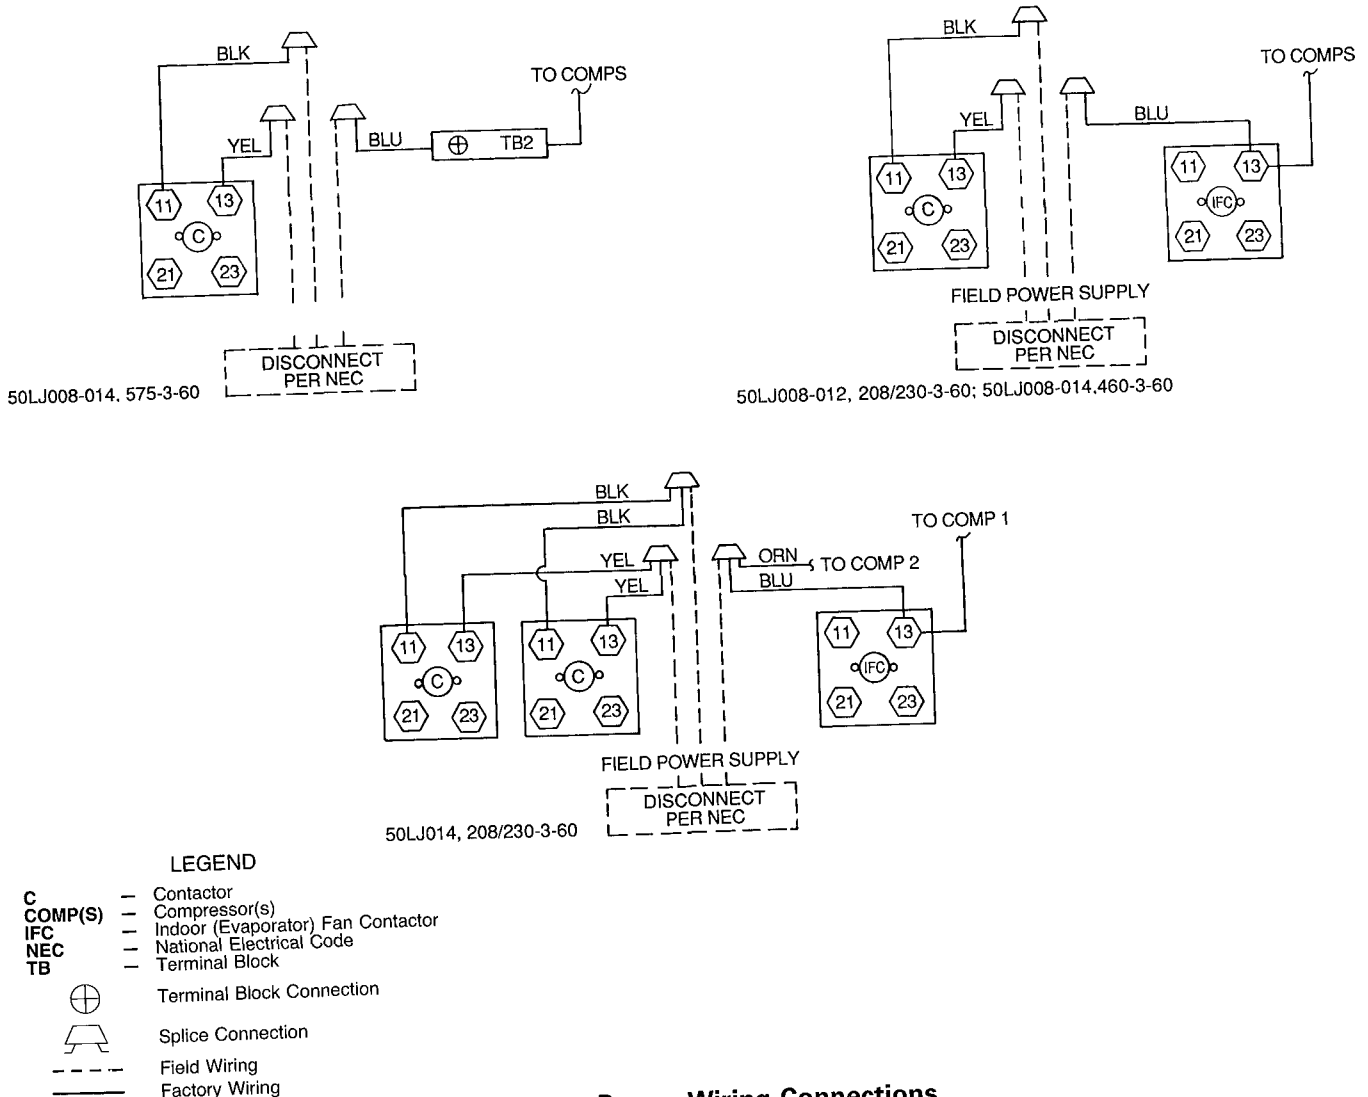 BLK
YEL
BLU
TB2
TO COMPS
11
13
C
21
23
DISCONNECT
PER NEC
50LJ008-014, 575-3-60
BLK
YEL
BLU
TO COMPS
11
13
C
21
23
11
13
IFC
21
23
FIELD POWER SUPPLY
DISCONNECT
PER NEC
50LJ008-012, 208/230-3-60; 50LJ008-014,460-3-60
BLK
BLK
YEL
YEL
ORN
TO COMP 2
BLU
TO COMP 1
11
13
C
21
23
11
13
C
21
23
11
13
IFC
21
23
FIELD POWER SUPPLY
DISCONNECT
PER NEC
50LJ014, 208/230-3-60
LEGEND
C — Contactor
COMP(S) — Compressor(s)
IFC — Indoor (Evaporator) Fan Contactor
NEC — National Electrical Code
TB — Terminal Block
Terminal Block Connection
Splice Connection
Field Wiring
Factory Wiring
Wiring Connections